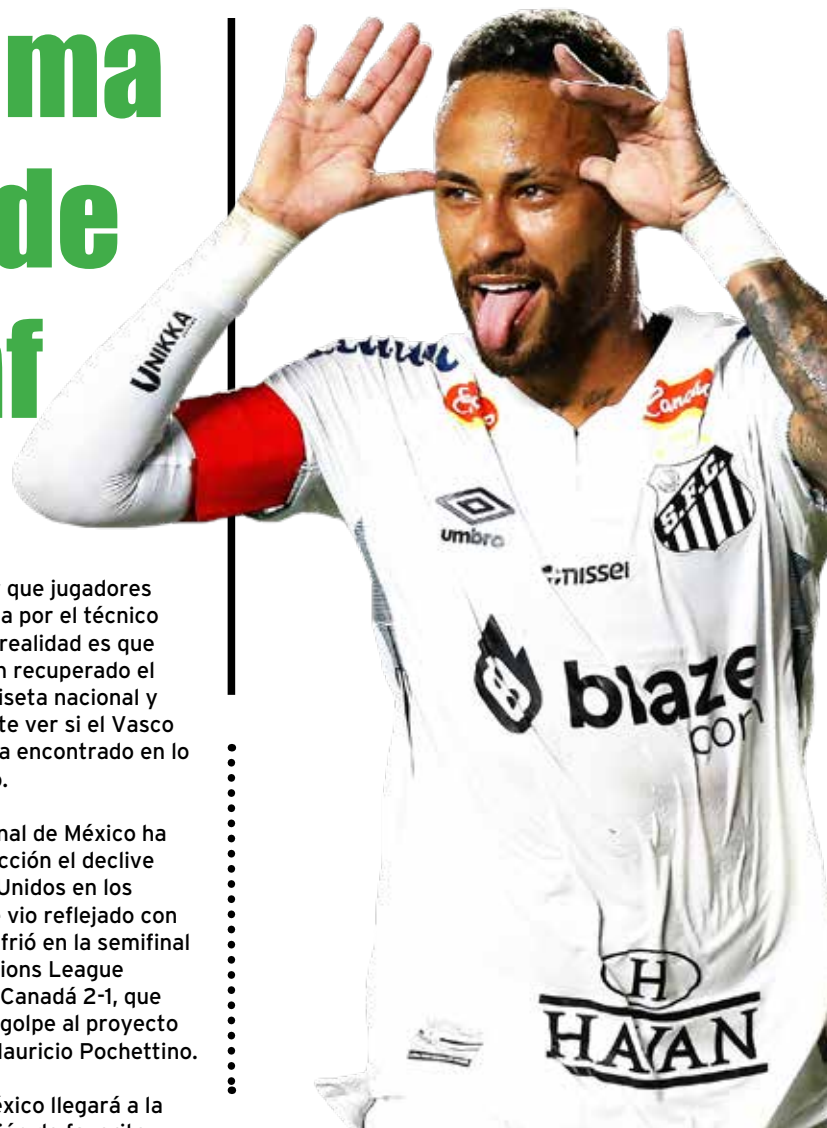 ma
de
f
que jugadores
a por el técnico
realidad es que
n recuperado el
iseta nacional y
te ver si el Vasco
a encontrado en lo
o.
nal de México ha
cción el declive
Unidos en los
vio reflejado con
frió en la semifinal
ions League
Canadá 2-1, que
golpe al proyecto
Mauricio Pochettino.
éxico llegará a la
UNIKKA
umbro
S.F.C.
nissei
blaze
com
H
HAVAN